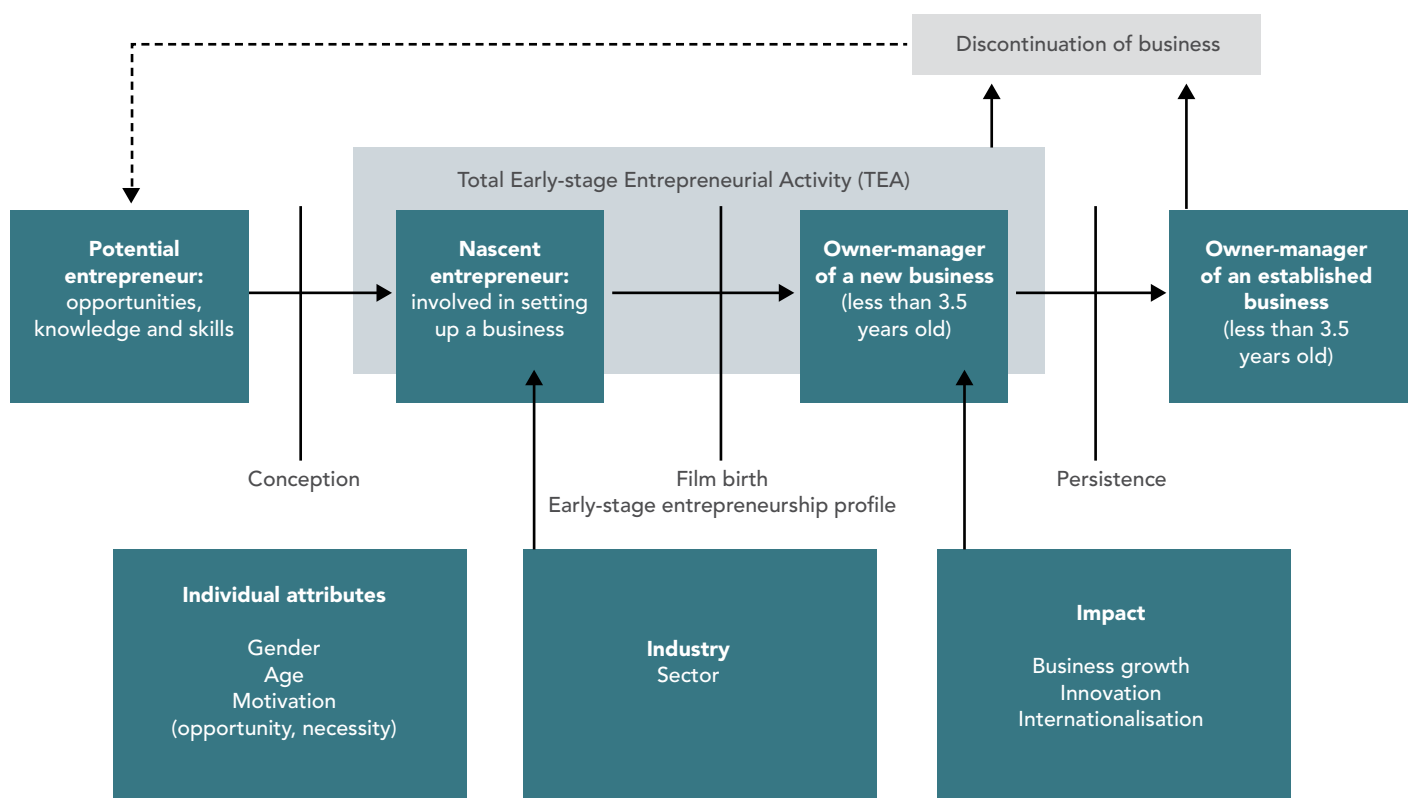 Discontinuation of business
Total Early-stage Entrepreneurial Activity (TEA)
Potential
entrepreneur:
opportunities,
knowledge and skills
Nascent
entrepreneur:
involved in setting
up a business
Owner-manager
of a new business
(less than 3.5
years old)
Owner-manager
of an established
business
(less than 3.5
years old)
Conception
Film birth
Early-stage entrepreneurship profile
Persistence
Individual attributes
Gender
Age
Motivation
(opportunity, necessity)
Industry
Sector
Impact
Business growth
Innovation
Internationalisation